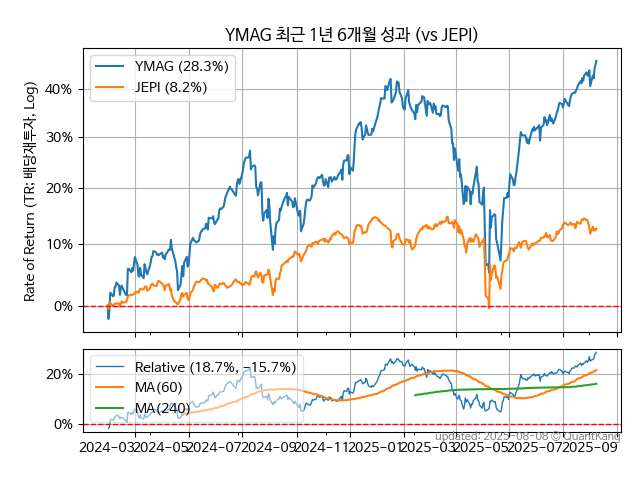 YMAG 최근 1년 6개월 성과 (vs JEPI)
Rate of Return (TR: 배당재투자, Log)
YMAG (28.3%)
JEPI (8.2%)
40%
30%
20%
10%
0%
Relative (18.7%, −15.7%)
MA(60)
MA(240)
20%
0%
2024-03
2024-05
2024-07
2024-09
2024-11
2025-01
2025-03
2025-05
2025-07
2025-09
updated: 2025-08-08 © QuantKang